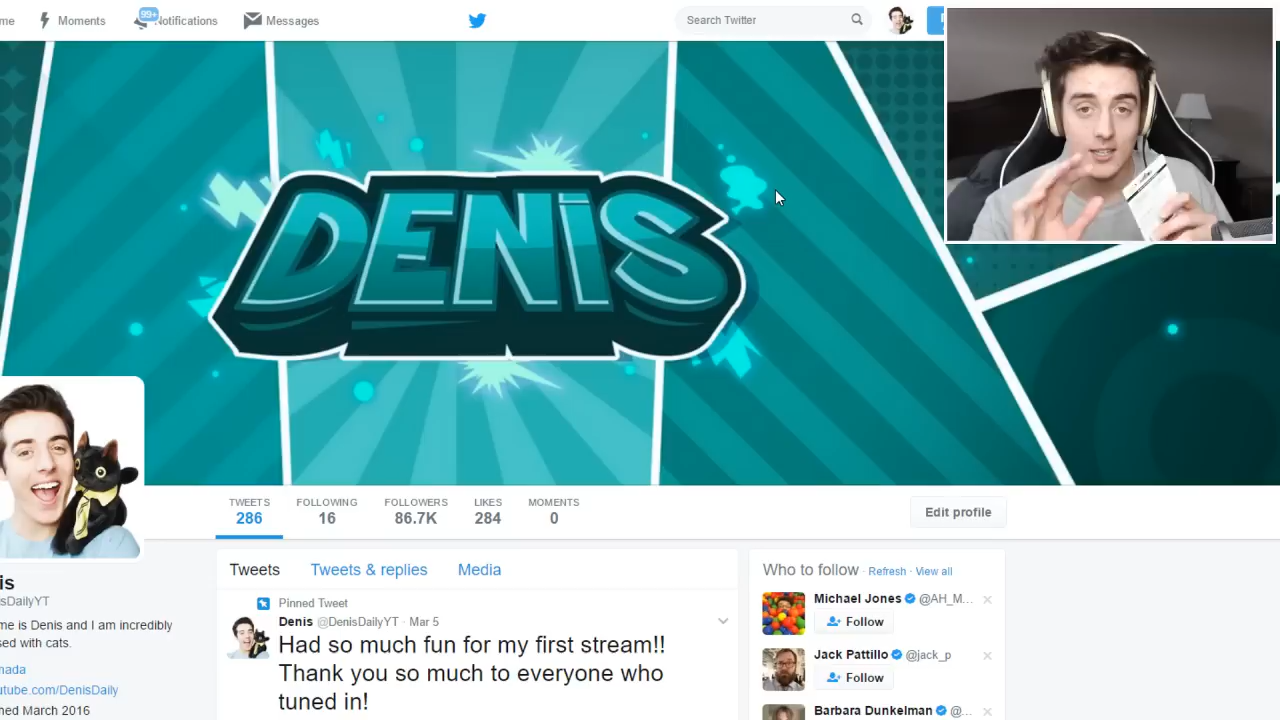 me
Moments
99+
Notifications
Messages
Search Twitter
DENIS
TWEETS
286
FOLLOWING
16
FOLLOWERS
86.7K
LIKES
284
MOMENTS
0
Edit profile
is
sDailyYT
me is Denis and I am incredibly
sed with cats.
nada
utube.com/DenisDaily
ned March 2016
Tweets
Tweets & replies
Media
Pinned Tweet
Denis @DenisDailyYT · Mar 5
Had so much fun for my first stream!!
Thank you so much to everyone who
tuned in!
Who to follow · Refresh · View all
Michael Jones @AH_M...
Follow
Jack Pattillo @jack_p
Follow
Barbara Dunkelman @...